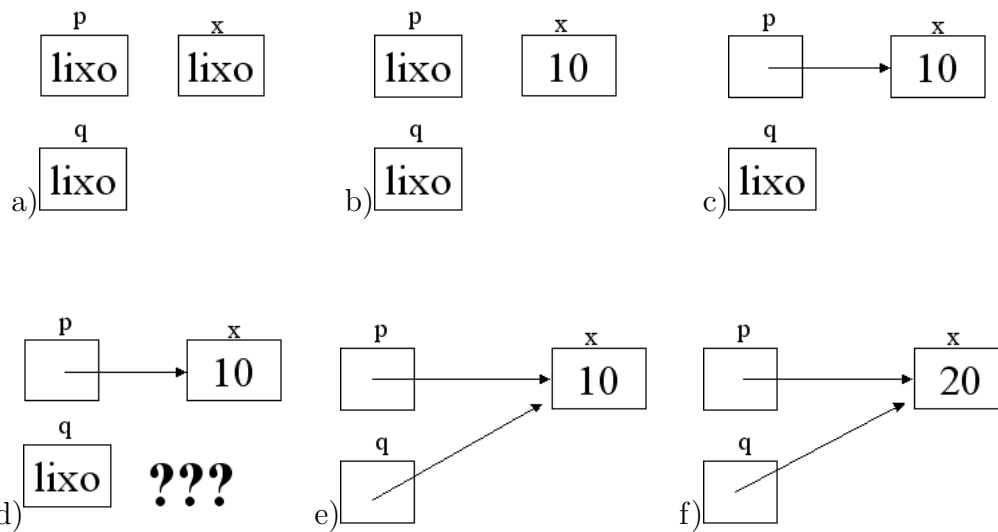 p x p x p x
lixo lixo lixo 10 10
q q q
a) lixo b) lixo c) lixo
p x p x p x
10 10 20
q q q
lixo ???
d) e) f)